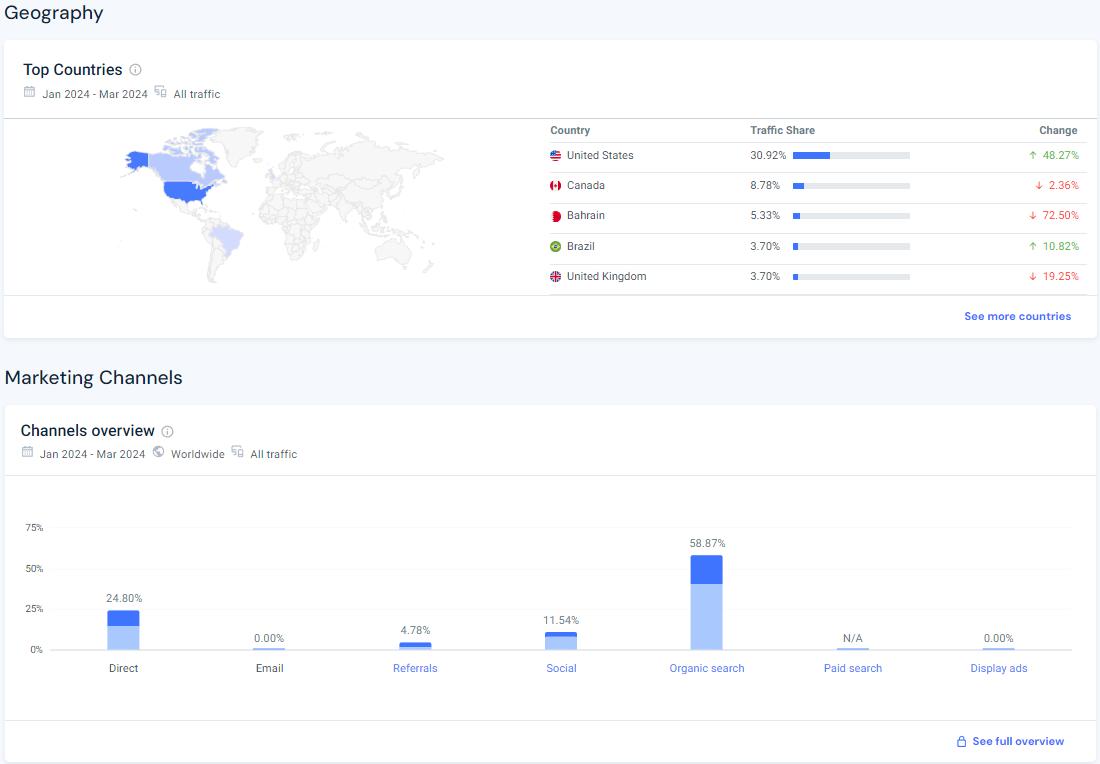 Geography
Top Countries
Jan 2024 - Mar 2024 All traffic
Country Traffic Share Change
United States 30.92% ↑ 48.27%
Canada 8.78% ↓ 2.36%
Bahrain 5.33% ↓ 72.50%
Brazil 3.70% ↑ 10.82%
United Kingdom 3.70% ↓ 19.25%
See more countries
Marketing Channels
Channels overview
Jan 2024 - Mar 2024 Worldwide All traffic
75%
58.87%
50%
24.80%
25%
11.54%
4.78%
0.00% N/A 0.00%
0%
Direct Email Referrals Social Organic search Paid search Display ads
See full overview